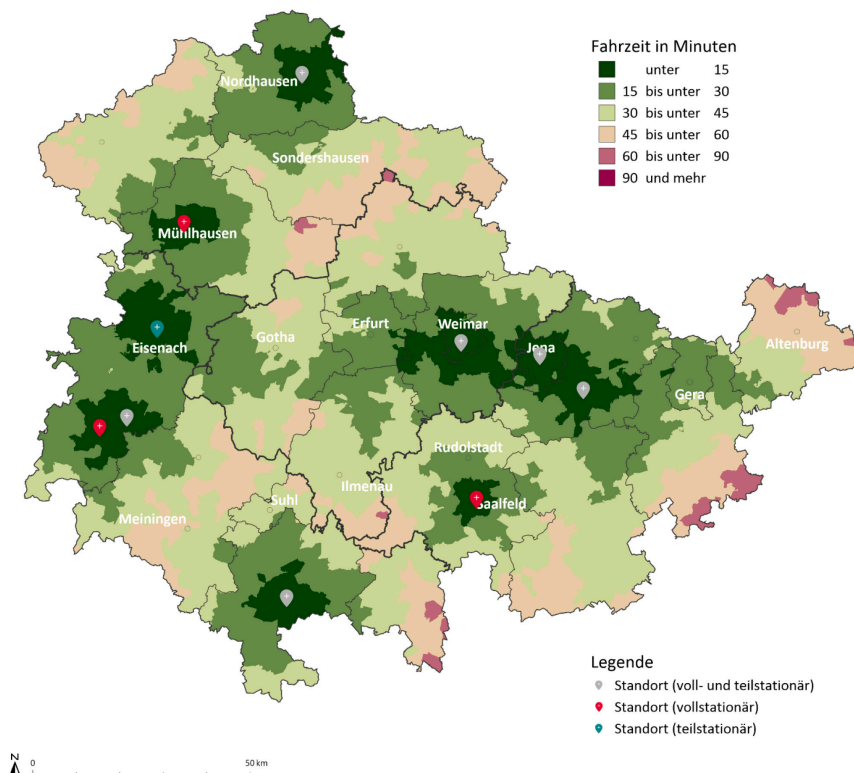 Fahrzeit in Minuten
unter 15
15 bis unter 30
30 bis unter 45
45 bis unter 60
60 bis unter 90
90 und mehr
Nordhausen
Sondershausen
Mühlhausen
Eisenach
Gotha
Erfurt
Weimar
Jena
Altenburg
Gera
Rudolstadt
Suhl
Ilmenau
Saalfeld
Meiningen
Legende
Standort (voll- und teilstationär)
Standort (vollstationär)
Standort (teilstationär)
N
0 50 km